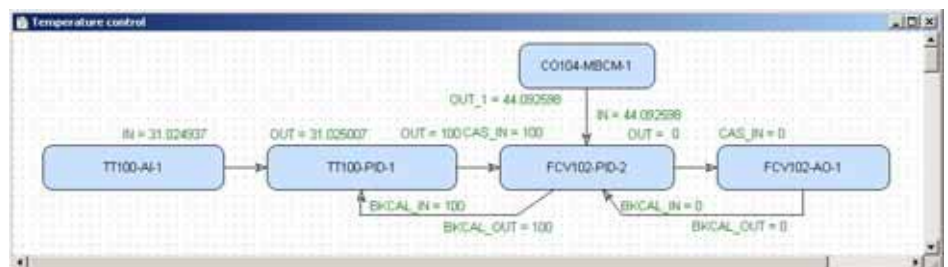 Temperature control
CO104-MBCM-1
OUT_1 = 44.092598
IN = 44.092598
IN = 31.024937
OUT = 31.025007
OUT = 100 CAS_IN = 100
OUT = 0
CAS_IN = 0
TT100-AI-1
TT100-PID-1
FCV102-PID-2
FCV102-AO-1
BKCAL_IN = 100
BKCAL_IN = 0
BKCAL_OUT = 100
BKCAL_OUT = 0